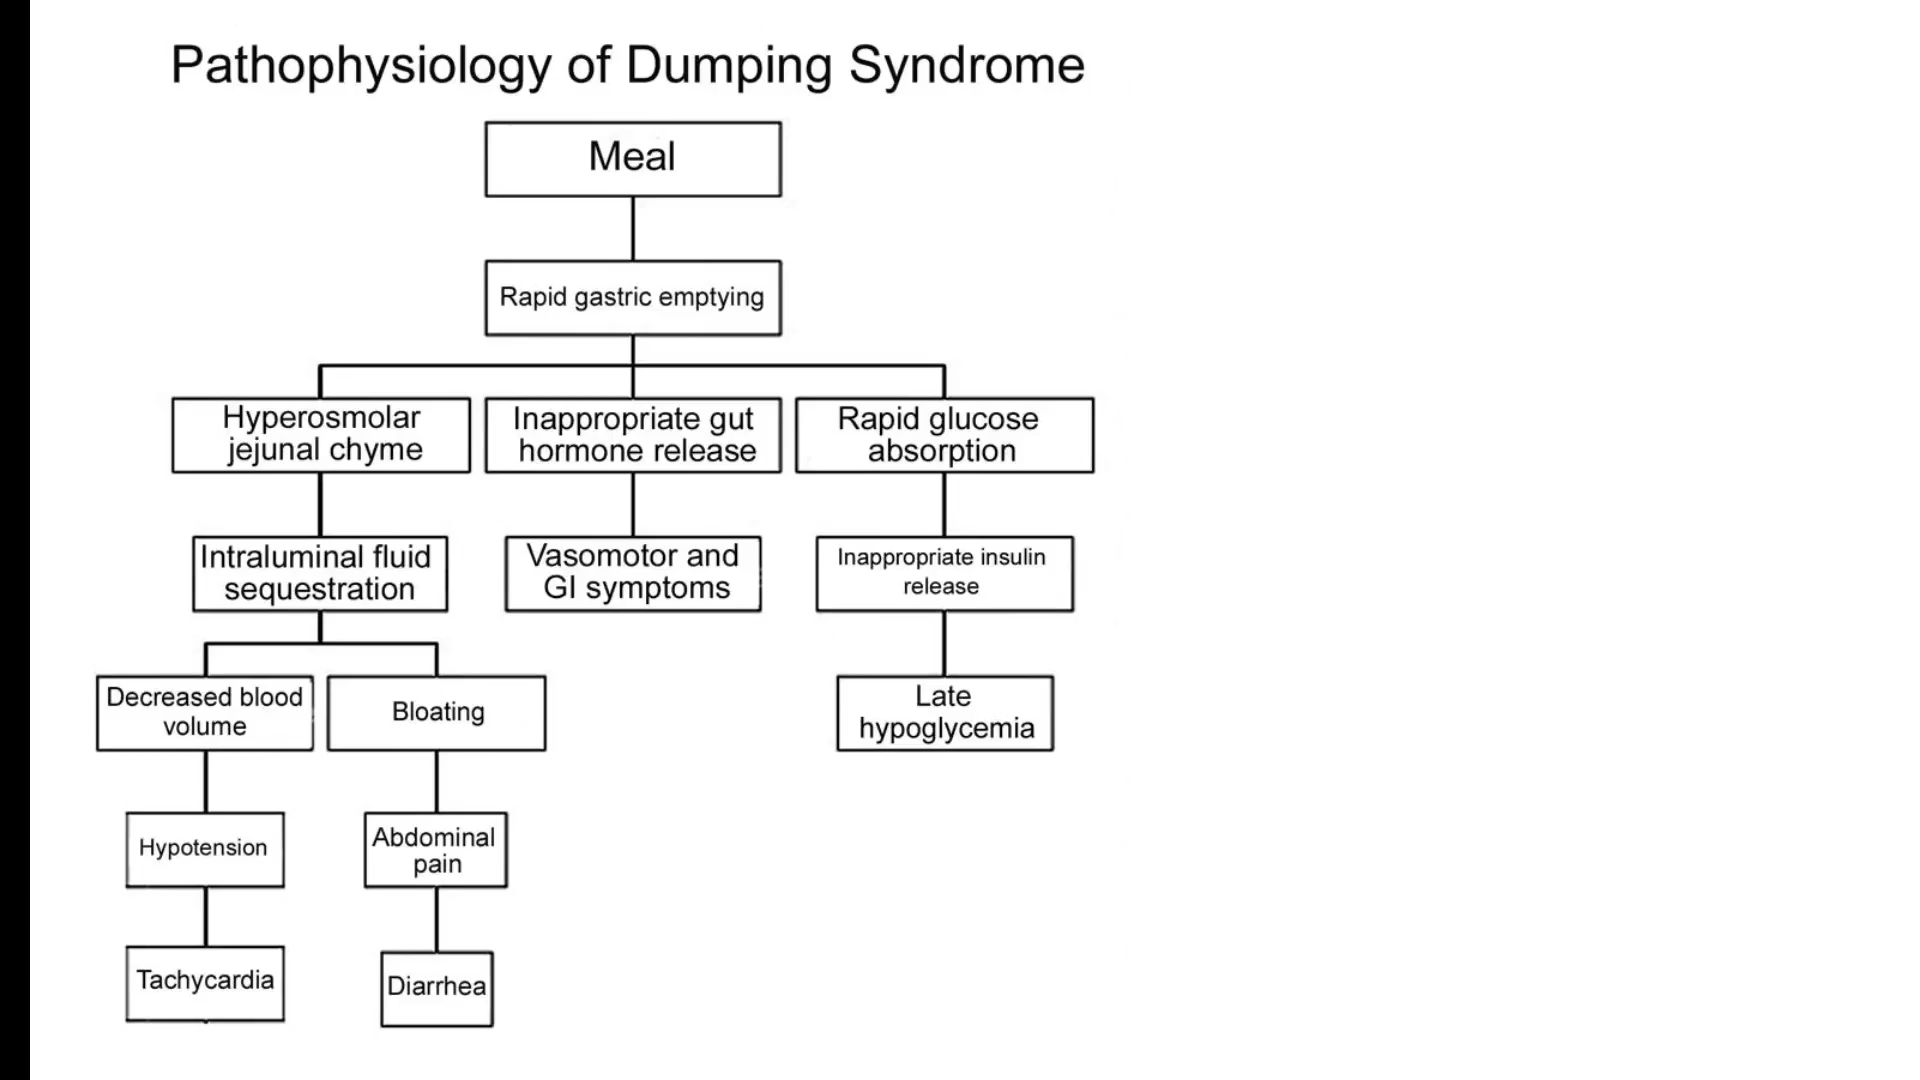 Pathophysiology of Dumping Syndrome
Meal
Rapid gastric emptying
Hyperosmolar
jejunal chyme
Inappropriate gut
hormone release
Rapid glucose
absorption
Intraluminal fluid
sequestration
Vasomotor and
GI symptoms
Inappropriate insulin
release
Decreased blood
volume
Bloating
Late
hypoglycemia
Hypotension
Abdominal
pain
Tachycardia
Diarrhea